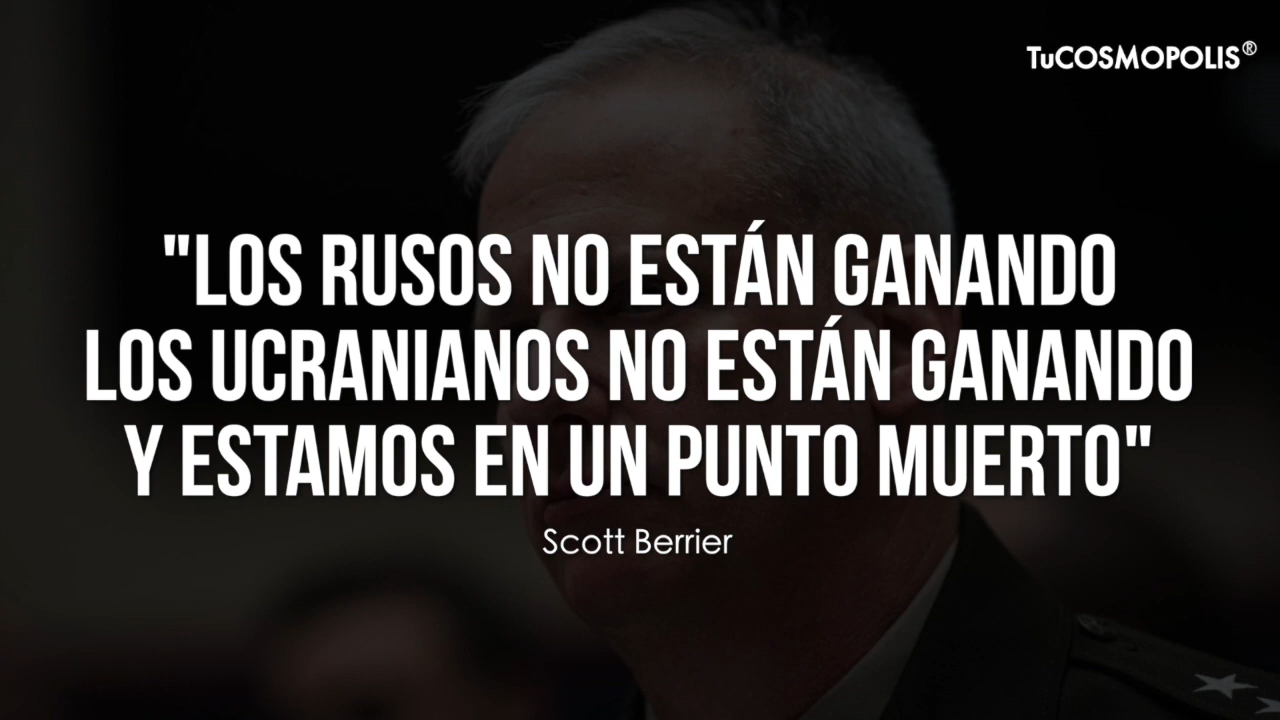 TuCOSMOPOLIS®
"LOS RUSOS NO ESTÁN GANANDO
LOS UCRANIANOS NO ESTÁN GANANDO
Y ESTAMOS EN UN PUNTO MUERTO"
Scott Berrier